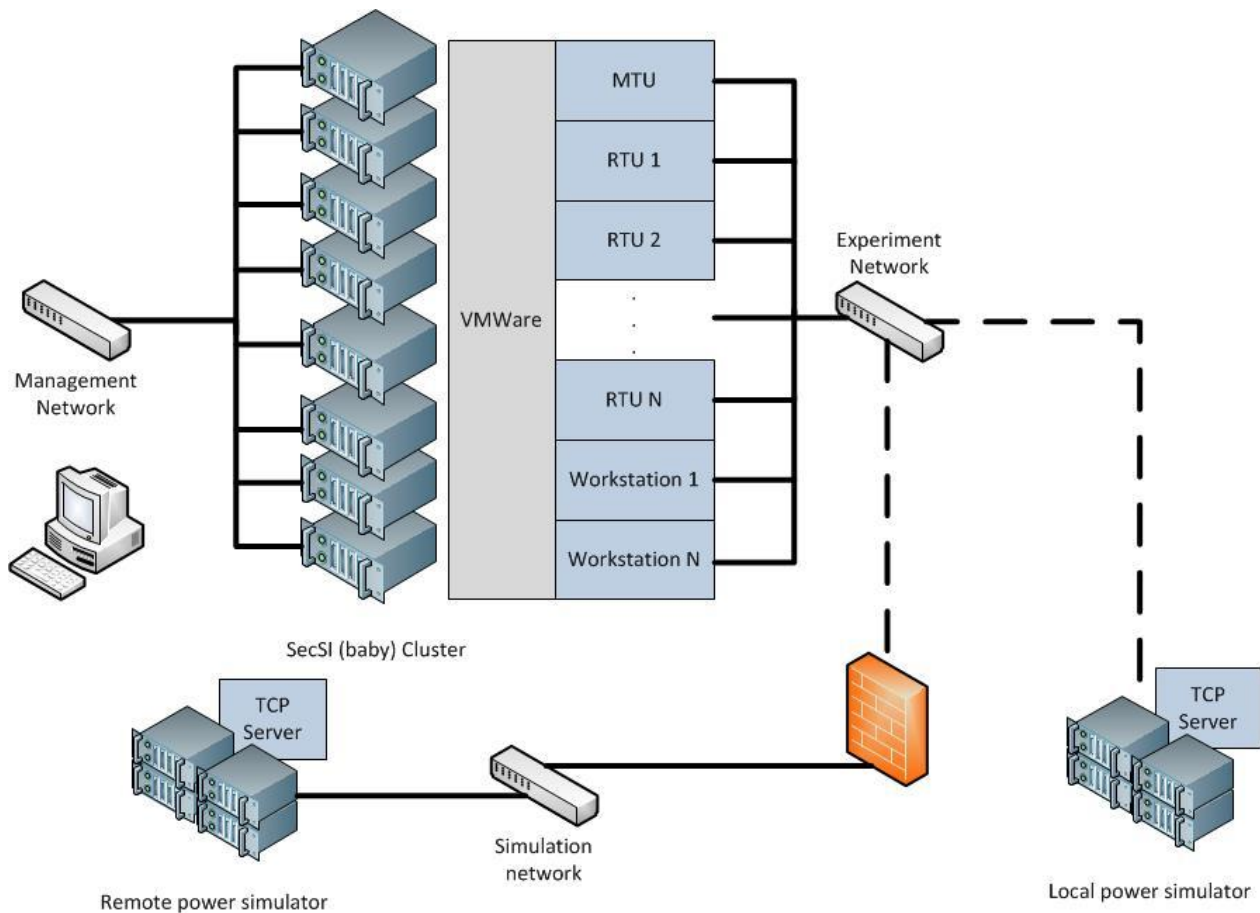 MTU
RTU 1
RTU 2
.
.
.
RTU N
Workstation 1
Workstation N
VMWare
Experiment
Network
Management
Network
SecSI (baby) Cluster
TCP
Server
TCP
Server
Simulation
network
Remote power simulator
Local power simulator